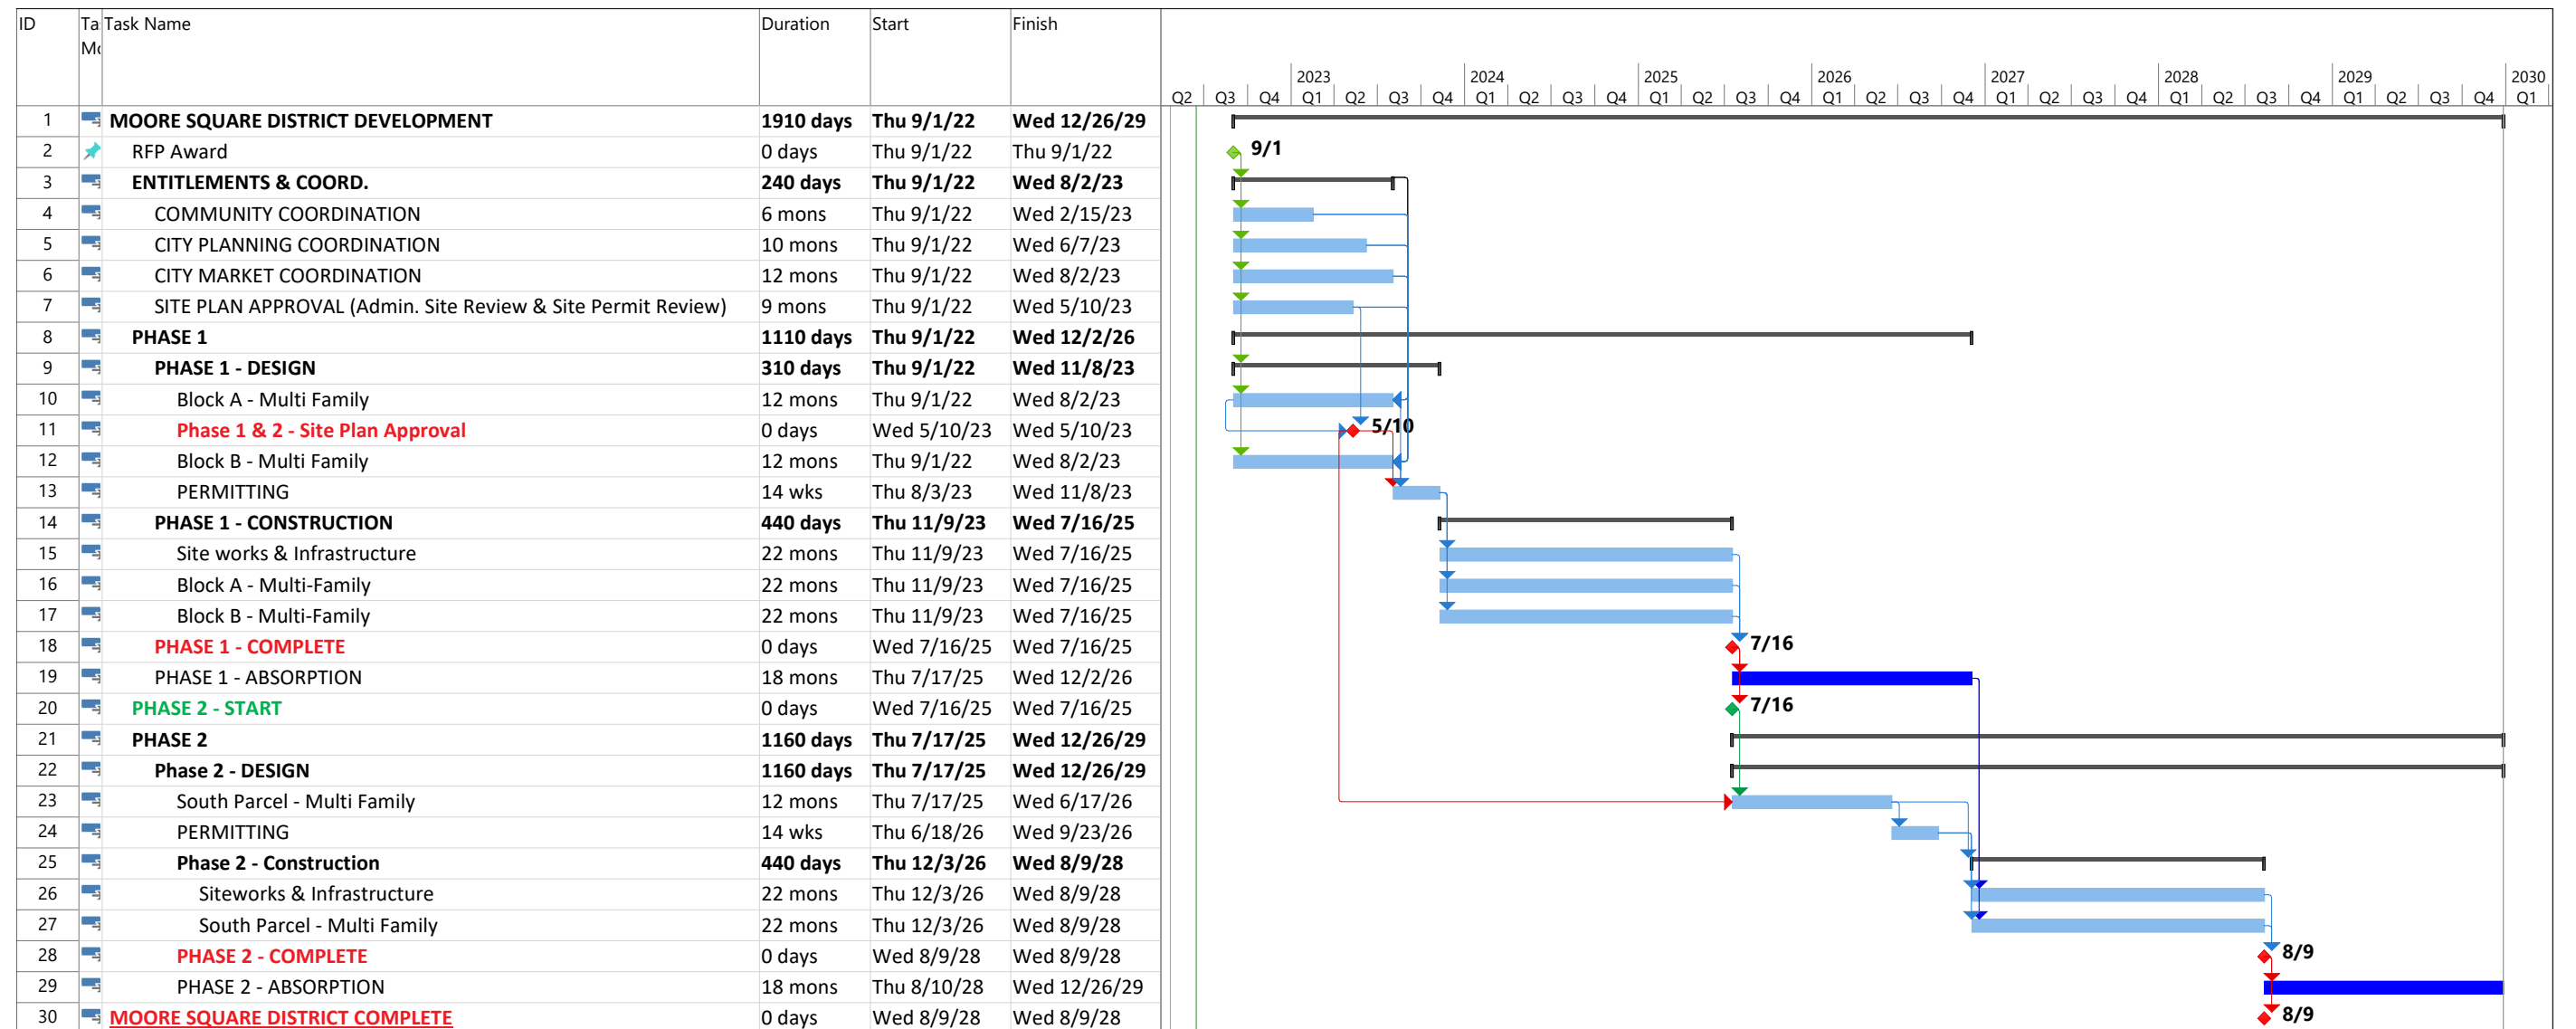 ID Ta Task Name Duration Start Finish
Mo
2023 2024 2025 2026 2027 2028 2029 2030
Q2 Q3 Q4 Q1 Q2 Q3 Q4 Q1 Q2 Q3 Q4 Q1 Q2 Q3 Q4 Q1 Q2 Q3 Q4 Q1 Q2 Q3 Q4 Q1 Q2 Q3 Q4 Q1 Q2 Q3 Q4 Q1
1 MOORE SQUARE DISTRICT DEVELOPMENT 1910 days Thu 9/1/22 Wed 12/26/29
2 RFP Award 0 days Thu 9/1/22 Thu 9/1/22 9/1
3 ENTITLEMENTS & COORD. 240 days Thu 9/1/22 Wed 8/2/23
4 COMMUNITY COORDINATION 6 mons Thu 9/1/22 Wed 2/15/23
5 CITY PLANNING COORDINATION 10 mons Thu 9/1/22 Wed 6/7/23
6 CITY MARKET COORDINATION 12 mons Thu 9/1/22 Wed 8/2/23
7 SITE PLAN APPROVAL (Admin. Site Review & Site Permit Review) 9 mons Thu 9/1/22 Wed 5/10/23
8 PHASE 1 1110 days Thu 9/1/22 Wed 12/2/26
9 PHASE 1 - DESIGN 310 days Thu 9/1/22 Wed 11/8/23
10 Block A - Multi Family 12 mons Thu 9/1/22 Wed 8/2/23
11 Phase 1 & 2 - Site Plan Approval 0 days Wed 5/10/23 Wed 5/10/23 5/10
12 Block B - Multi Family 12 mons Thu 9/1/22 Wed 8/2/23
13 PERMITTING 14 wks Thu 8/3/23 Wed 11/8/23
14 PHASE 1 - CONSTRUCTION 440 days Thu 11/9/23 Wed 7/16/25
15 Site works & Infrastructure 22 mons Thu 11/9/23 Wed 7/16/25
16 Block A - Multi-Family 22 mons Thu 11/9/23 Wed 7/16/25
17 Block B - Multi-Family 22 mons Thu 11/9/23 Wed 7/16/25
18 PHASE 1 - COMPLETE 0 days Wed 7/16/25 Wed 7/16/25 7/16
19 PHASE 1 - ABSORPTION 18 mons Thu 7/17/25 Wed 12/2/26
20 PHASE 2 - START 0 days Wed 7/16/25 Wed 7/16/25 7/16
21 PHASE 2 1160 days Thu 7/17/25 Wed 12/26/29
22 Phase 2 - DESIGN 1160 days Thu 7/17/25 Wed 12/26/29
23 South Parcel - Multi Family 12 mons Thu 7/17/25 Wed 6/17/26
24 PERMITTING 14 wks Thu 6/18/26 Wed 9/23/26
25 Phase 2 - Construction 440 days Thu 12/3/26 Wed 8/9/28
26 Siteworks & Infrastructure 22 mons Thu 12/3/26 Wed 8/9/28
27 South Parcel - Multi Family 22 mons Thu 12/3/26 Wed 8/9/28
28 PHASE 2 - COMPLETE 0 days Wed 8/9/28 Wed 8/9/28 8/9
29 PHASE 2 - ABSORPTION 18 mons Thu 8/10/28 Wed 12/26/29
30 MOORE SQUARE DISTRICT COMPLETE 0 days Wed 8/9/28 Wed 8/9/28 8/9